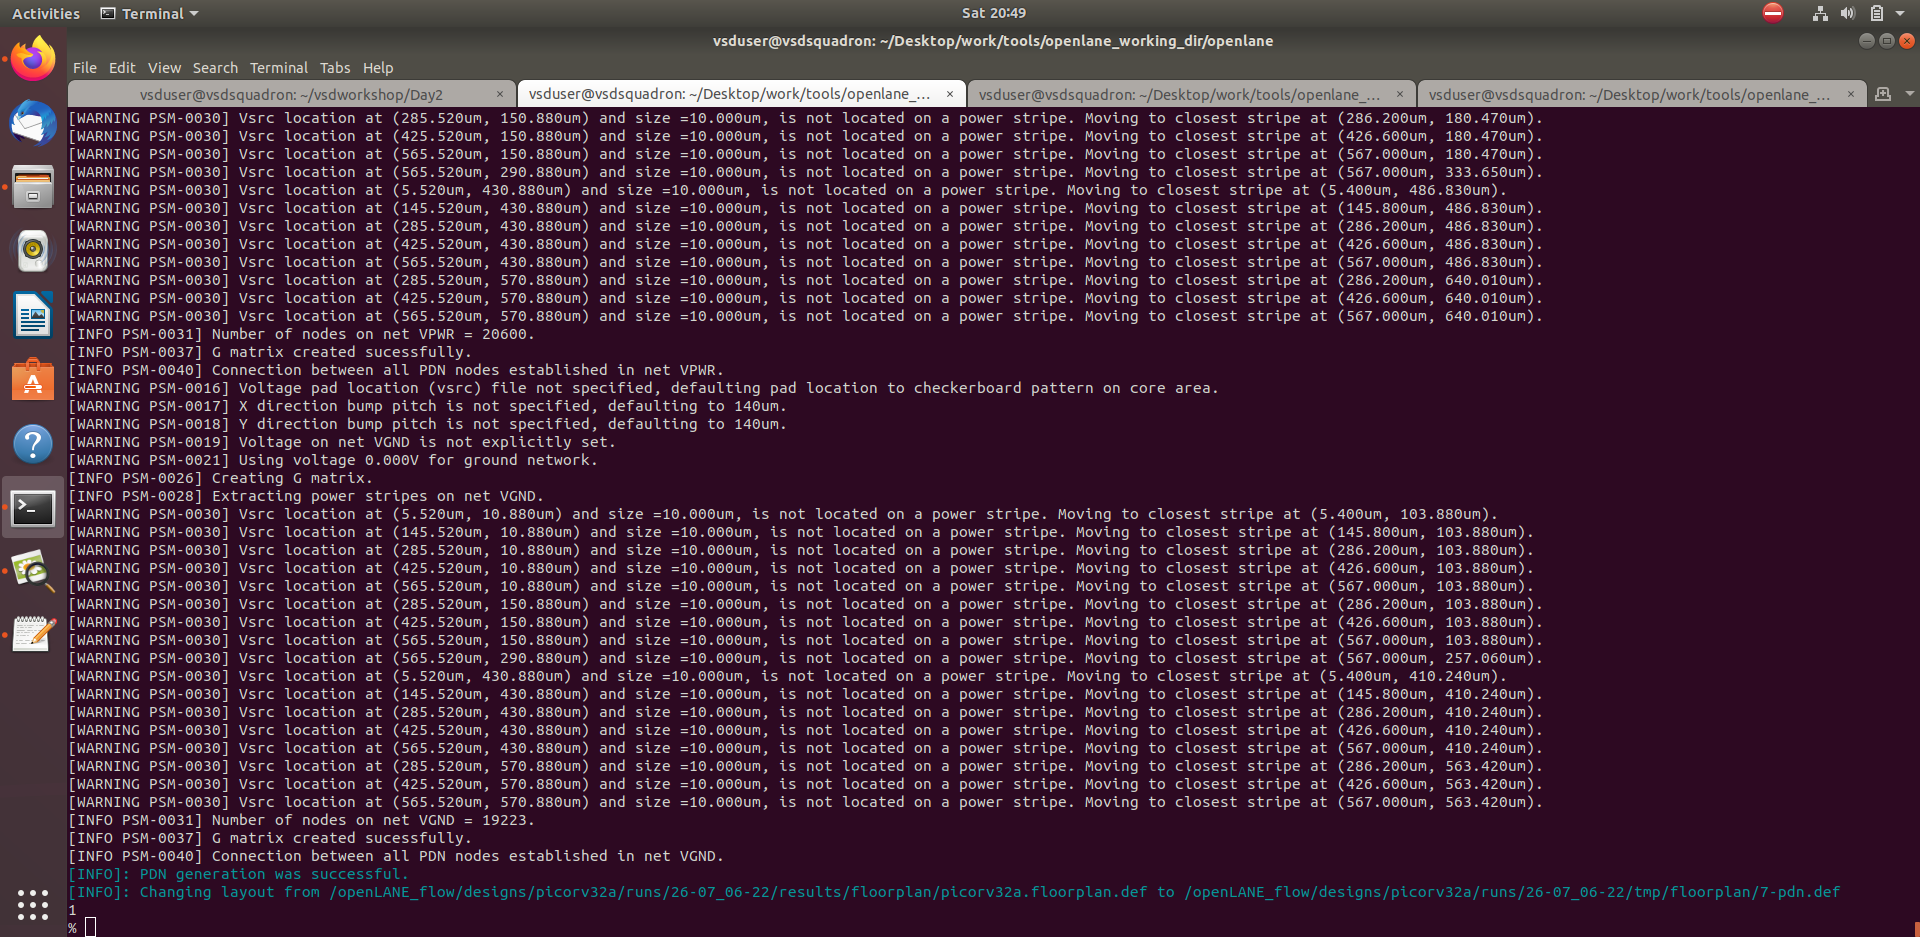 Activities Terminal Sat 20:49
vsduser@vsdsquadron: ~/Desktop/work/tools/openlane_working_dir/openlane
File Edit View Search Terminal Tabs Help
vsduser@vsdsquadron: ~/vsdworkshop/Day2 × vsduser@vsdsquadron: ~/Desktop/work/tools/openlane_... × vsduser@vsdsquadron: ~/Desktop/work/tools/openlane_... × vsduser@vsdsquadron: ~/Desktop/work/tools/openlane_... ×
[WARNING PSM-0030] Vsrc location at (285.520um, 150.880um) and size =10.000um, is not located on a power stripe. Moving to closest stripe at (286.200um, 180.470um).
[WARNING PSM-0030] Vsrc location at (425.520um, 150.880um) and size =10.000um, is not located on a power stripe. Moving to closest stripe at (426.600um, 180.470um).
[WARNING PSM-0030] Vsrc location at (565.520um, 150.880um) and size =10.000um, is not located on a power stripe. Moving to closest stripe at (567.000um, 180.470um).
[WARNING PSM-0030] Vsrc location at (565.520um, 290.880um) and size =10.000um, is not located on a power stripe. Moving to closest stripe at (567.000um, 333.650um).
[WARNING PSM-0030] Vsrc location at (5.520um, 430.880um) and size =10.000um, is not located on a power stripe. Moving to closest stripe at (5.400um, 486.830um).
[WARNING PSM-0030] Vsrc location at (145.520um, 430.880um) and size =10.000um, is not located on a power stripe. Moving to closest stripe at (145.800um, 486.830um).
[WARNING PSM-0030] Vsrc location at (285.520um, 430.880um) and size =10.000um, is not located on a power stripe. Moving to closest stripe at (286.200um, 486.830um).
[WARNING PSM-0030] Vsrc location at (425.520um, 430.880um) and size =10.000um, is not located on a power stripe. Moving to closest stripe at (426.600um, 486.830um).
[WARNING PSM-0030] Vsrc location at (565.520um, 430.880um) and size =10.000um, is not located on a power stripe. Moving to closest stripe at (567.000um, 486.830um).
[WARNING PSM-0030] Vsrc location at (285.520um, 570.880um) and size =10.000um, is not located on a power stripe. Moving to closest stripe at (286.200um, 640.010um).
[WARNING PSM-0030] Vsrc location at (425.520um, 570.880um) and size =10.000um, is not located on a power stripe. Moving to closest stripe at (426.600um, 640.010um).
[WARNING PSM-0030] Vsrc location at (565.520um, 570.880um) and size =10.000um, is not located on a power stripe. Moving to closest stripe at (567.000um, 640.010um).
[INFO PSM-0031] Number of nodes on net VPWR = 20600.
[INFO PSM-0037] G matrix created sucessfully.
[INFO PSM-0040] Connection between all PDN nodes established in net VPWR.
[WARNING PSM-0016] Voltage pad location (vsrc) file not specified, defaulting pad location to checkerboard pattern on core area.
[WARNING PSM-0017] X direction bump pitch is not specified, defaulting to 140um.
[WARNING PSM-0018] Y direction bump pitch is not specified, defaulting to 140um.
[WARNING PSM-0019] Voltage on net VGND is not explicitly set.
[WARNING PSM-0021] Using voltage 0.000V for ground network.
[INFO PSM-0026] Creating G matrix.
[INFO PSM-0028] Extracting power stripes on net VGND.
[WARNING PSM-0030] Vsrc location at (5.520um, 10.880um) and size =10.000um, is not located on a power stripe. Moving to closest stripe at (5.400um, 103.880um).
[WARNING PSM-0030] Vsrc location at (145.520um, 10.880um) and size =10.000um, is not located on a power stripe. Moving to closest stripe at (145.800um, 103.880um).
[WARNING PSM-0030] Vsrc location at (285.520um, 10.880um) and size =10.000um, is not located on a power stripe. Moving to closest stripe at (286.200um, 103.880um).
[WARNING PSM-0030] Vsrc location at (425.520um, 10.880um) and size =10.000um, is not located on a power stripe. Moving to closest stripe at (426.600um, 103.880um).
[WARNING PSM-0030] Vsrc location at (565.520um, 10.880um) and size =10.000um, is not located on a power stripe. Moving to closest stripe at (567.000um, 103.880um).
[WARNING PSM-0030] Vsrc location at (285.520um, 150.880um) and size =10.000um, is not located on a power stripe. Moving to closest stripe at (286.200um, 103.880um).
[WARNING PSM-0030] Vsrc location at (425.520um, 150.880um) and size =10.000um, is not located on a power stripe. Moving to closest stripe at (426.600um, 103.880um).
[WARNING PSM-0030] Vsrc location at (565.520um, 150.880um) and size =10.000um, is not located on a power stripe. Moving to closest stripe at (567.000um, 103.880um).
[WARNING PSM-0030] Vsrc location at (565.520um, 290.880um) and size =10.000um, is not located on a power stripe. Moving to closest stripe at (567.000um, 257.060um).
[WARNING PSM-0030] Vsrc location at (5.520um, 430.880um) and size =10.000um, is not located on a power stripe. Moving to closest stripe at (5.400um, 410.240um).
[WARNING PSM-0030] Vsrc location at (145.520um, 430.880um) and size =10.000um, is not located on a power stripe. Moving to closest stripe at (145.800um, 410.240um).
[WARNING PSM-0030] Vsrc location at (285.520um, 430.880um) and size =10.000um, is not located on a power stripe. Moving to closest stripe at (286.200um, 410.240um).
[WARNING PSM-0030] Vsrc location at (425.520um, 430.880um) and size =10.000um, is not located on a power stripe. Moving to closest stripe at (426.600um, 410.240um).
[WARNING PSM-0030] Vsrc location at (565.520um, 430.880um) and size =10.000um, is not located on a power stripe. Moving to closest stripe at (567.000um, 410.240um).
[WARNING PSM-0030] Vsrc location at (285.520um, 570.880um) and size =10.000um, is not located on a power stripe. Moving to closest stripe at (286.200um, 563.420um).
[WARNING PSM-0030] Vsrc location at (425.520um, 570.880um) and size =10.000um, is not located on a power stripe. Moving to closest stripe at (426.600um, 563.420um).
[WARNING PSM-0030] Vsrc location at (565.520um, 570.880um) and size =10.000um, is not located on a power stripe. Moving to closest stripe at (567.000um, 563.420um).
[INFO PSM-0031] Number of nodes on net VGND = 19223.
[INFO PSM-0037] G matrix created sucessfully.
[INFO PSM-0040] Connection between all PDN nodes established in net VGND.
[INFO]: PDN generation was successful.
[INFO]: Changing layout from /openLANE_flow/designs/picorv32a/runs/26-07_06-22/results/floorplan/picorv32a.floorplan.def to /openLANE_flow/designs/picorv32a/runs/26-07_06-22/tmp/floorplan/7-pdn.def
1
%